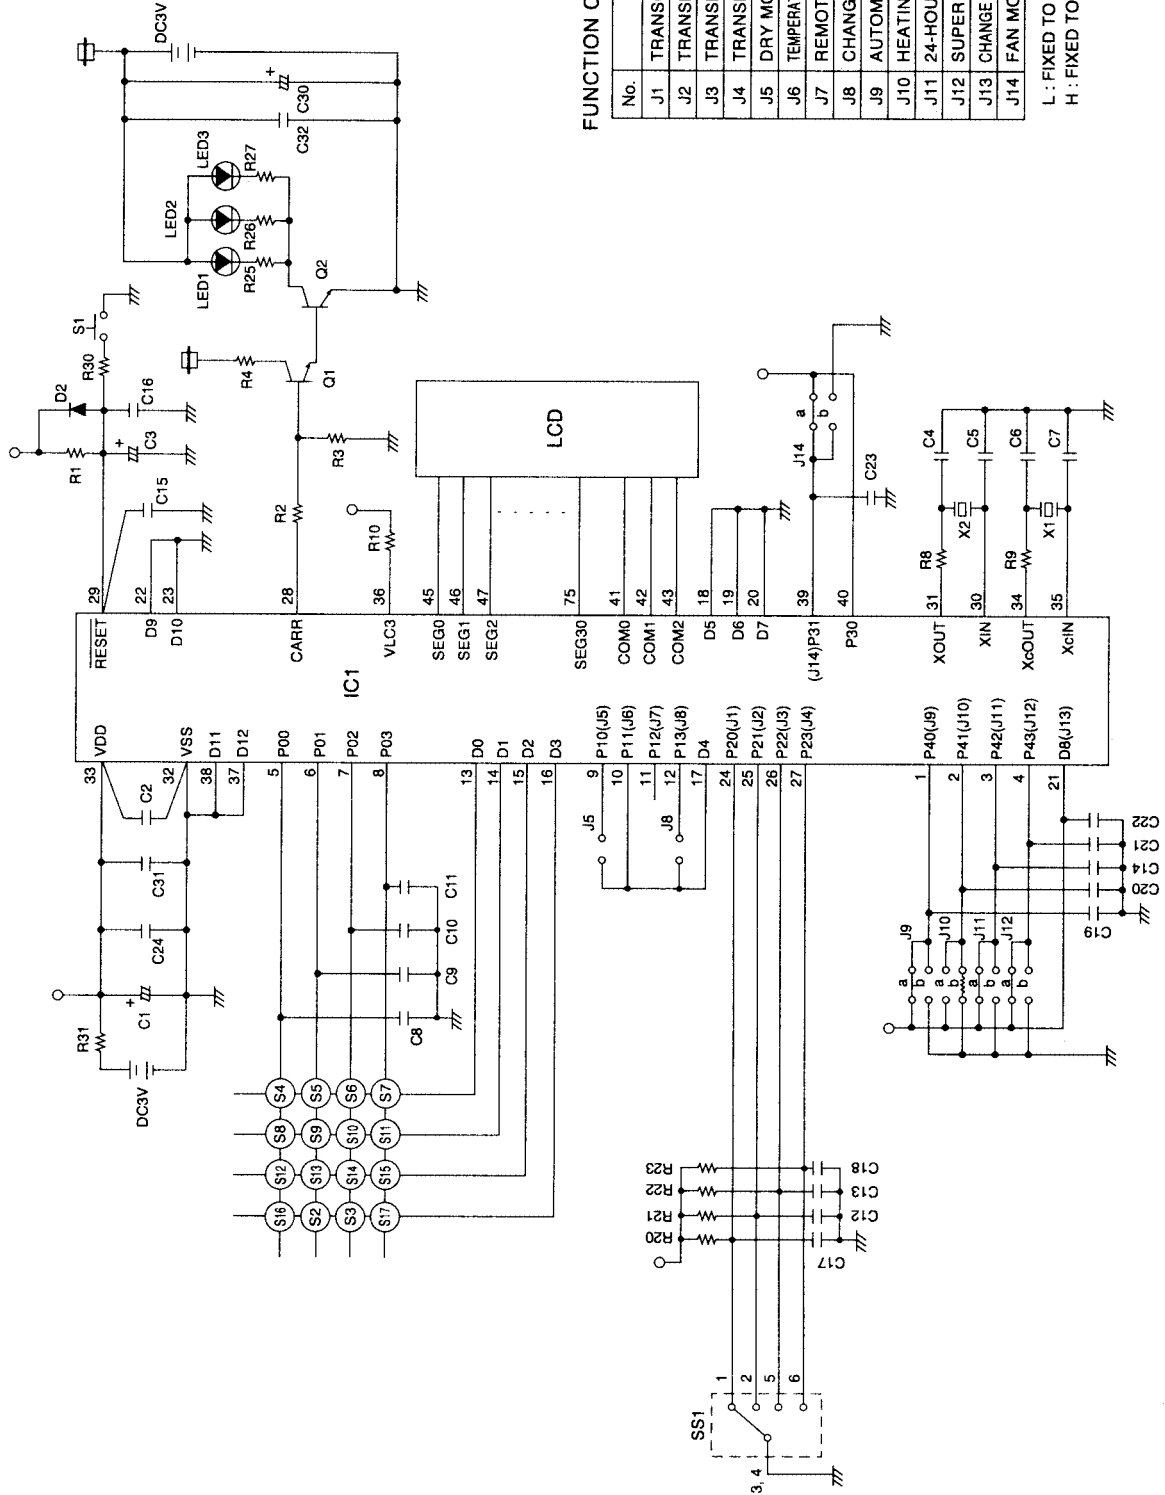 DC3V
C30
C32
LED3
R27
LED2
R26
LED1
R25
Q2
S1
R30
D2
C16
R1
C3
C15
R4
Q1
R3
R2
R10
LCD
J14
a
b
C23
C4
C5
C6
C7
R8
X2
R9
X1
29 RESET
22 D9
23 D10
28 CARR
36 VLC3
45 SEG0
46 SEG1
47 SEG2
75 SEG30
41 COM0
42 COM1
43 COM2
18 D5
19 D6
20 D7
39 (J14)P31
40 P30
31 XOUT
30 XIN
34 XcOUT
35 XcIN
IC1
33 VDD
32 VSS
38 D11
37 D12
5 P00
6 P01
7 P02
8 P03
13 D0
14 D1
15 D2
16 D3
9 P10(J5)
10 P11(J6)
11 P12(J7)
12 P13(J8)
17 D4
24 P20(J1)
25 P21(J2)
26 P22(J3)
27 P23(J4)
1 P40(J9)
2 P41(J10)
3 P42(J11)
4 P43(J12)
21 D8(J13)
C2
C31
C24
C1
R31
DC3V
C11
C10
C9
C8
S4 S5 S6 S7
S8 S9 S10 S11
S12 S13 S14 S15
S16 S2 S3 S17
J5
J8
C22
C21
C14
C20
C19
J9
J10
J11
J12
a
b
a
b
a
b
R23
R22
R21
R20
C18
C13
C12
C17
SS1
1
2
5
6
3, 4
FUNCTION C
No.
J1 TRANS
J2 TRANS
J3 TRANS
J4 TRANS
J5 DRY MO
J6 TEMPERAT
J7 REMOT
J8 CHANG
J9 AUTOM
J10 HEATIN
J11 24-HOU
J12 SUPER
J13 CHANGE
J14 FAN MO
L : FIXED TO
H : FIXED TO